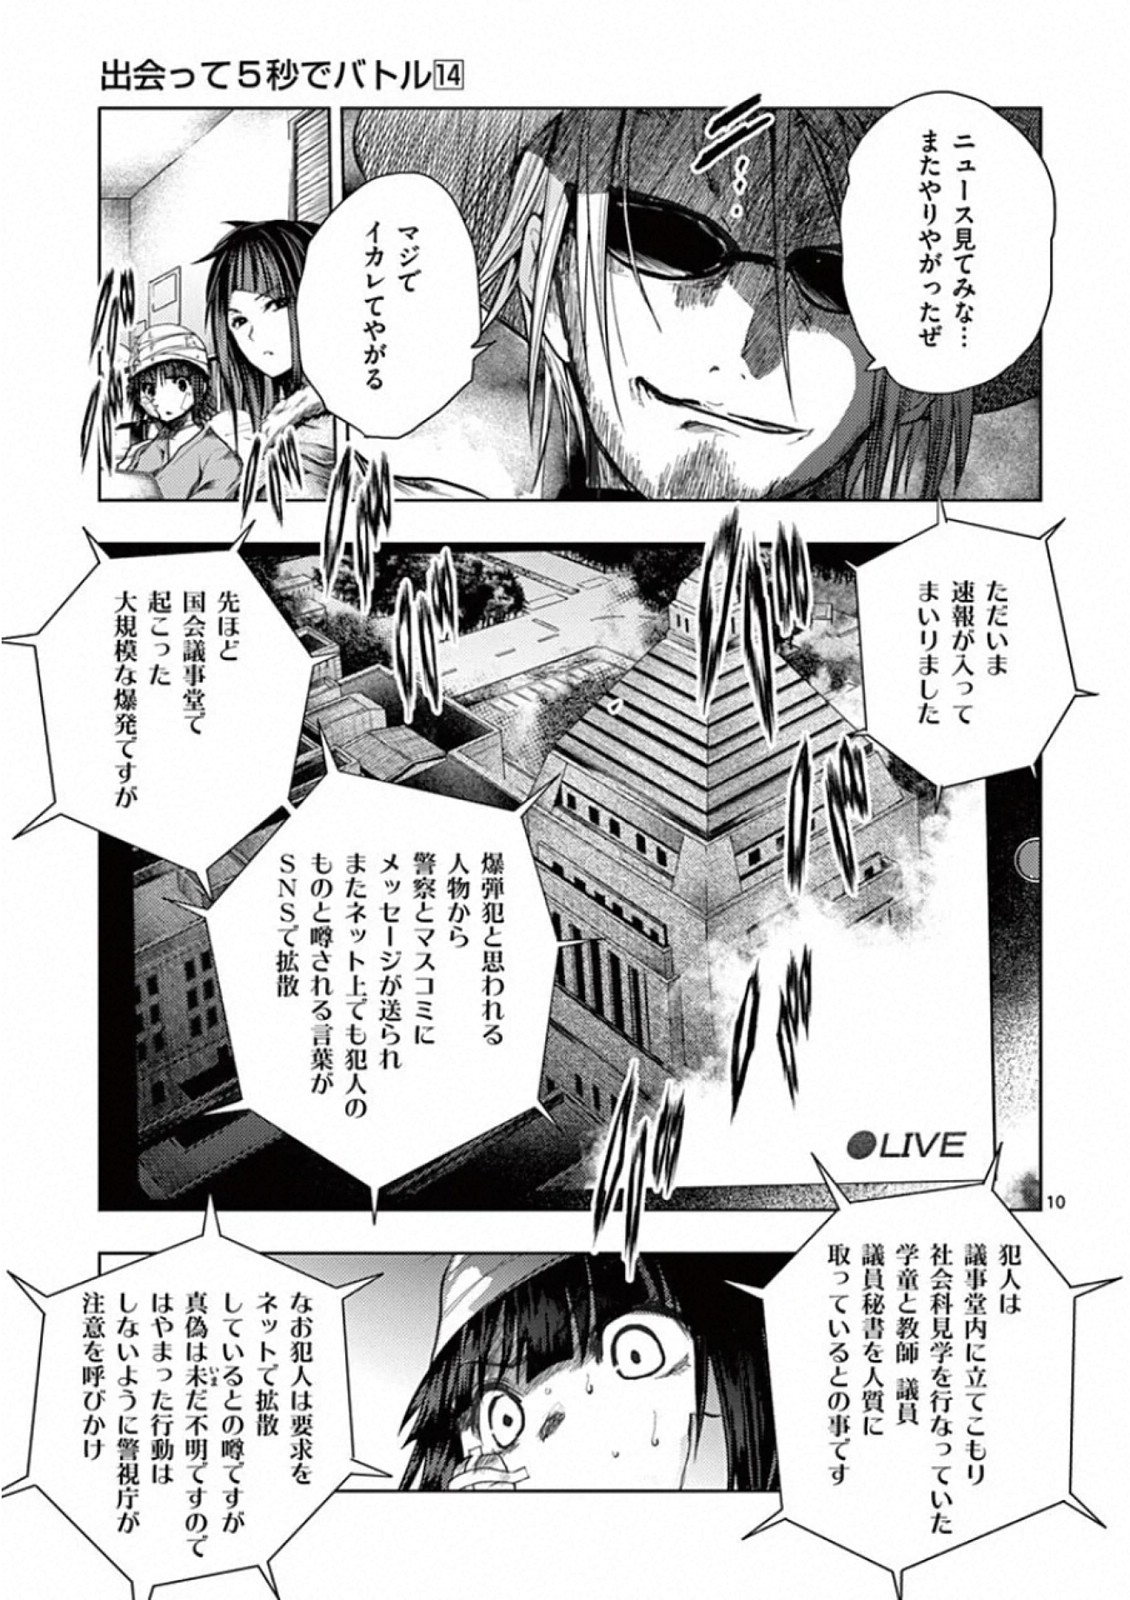 出会って5秒でバトル14
ニュース見てみな…
またやりやがったぜ
マジで
イカレてやがる
ただいま
速報が入って
まいりました
先ほど
国会議事堂で
起こった
大規模な爆発ですが
爆弾犯と思われる
人物から
警察とマスコミに
メッセージが送られ
またネット上でも犯人の
ものと噂される言葉が
SNSで拡散
●LIVE
10
犯人は
議事堂内に立てこもり
社会科見学を行なっていた
学童と教師 議員
議員秘書を人質に
取っているとの事です
なお犯人は要求を
ネットで拡散
しているとの噂ですが
真偽は未だ不明ですので
いま
はやまった行動は
しないように警視庁が
注意を呼びかけ